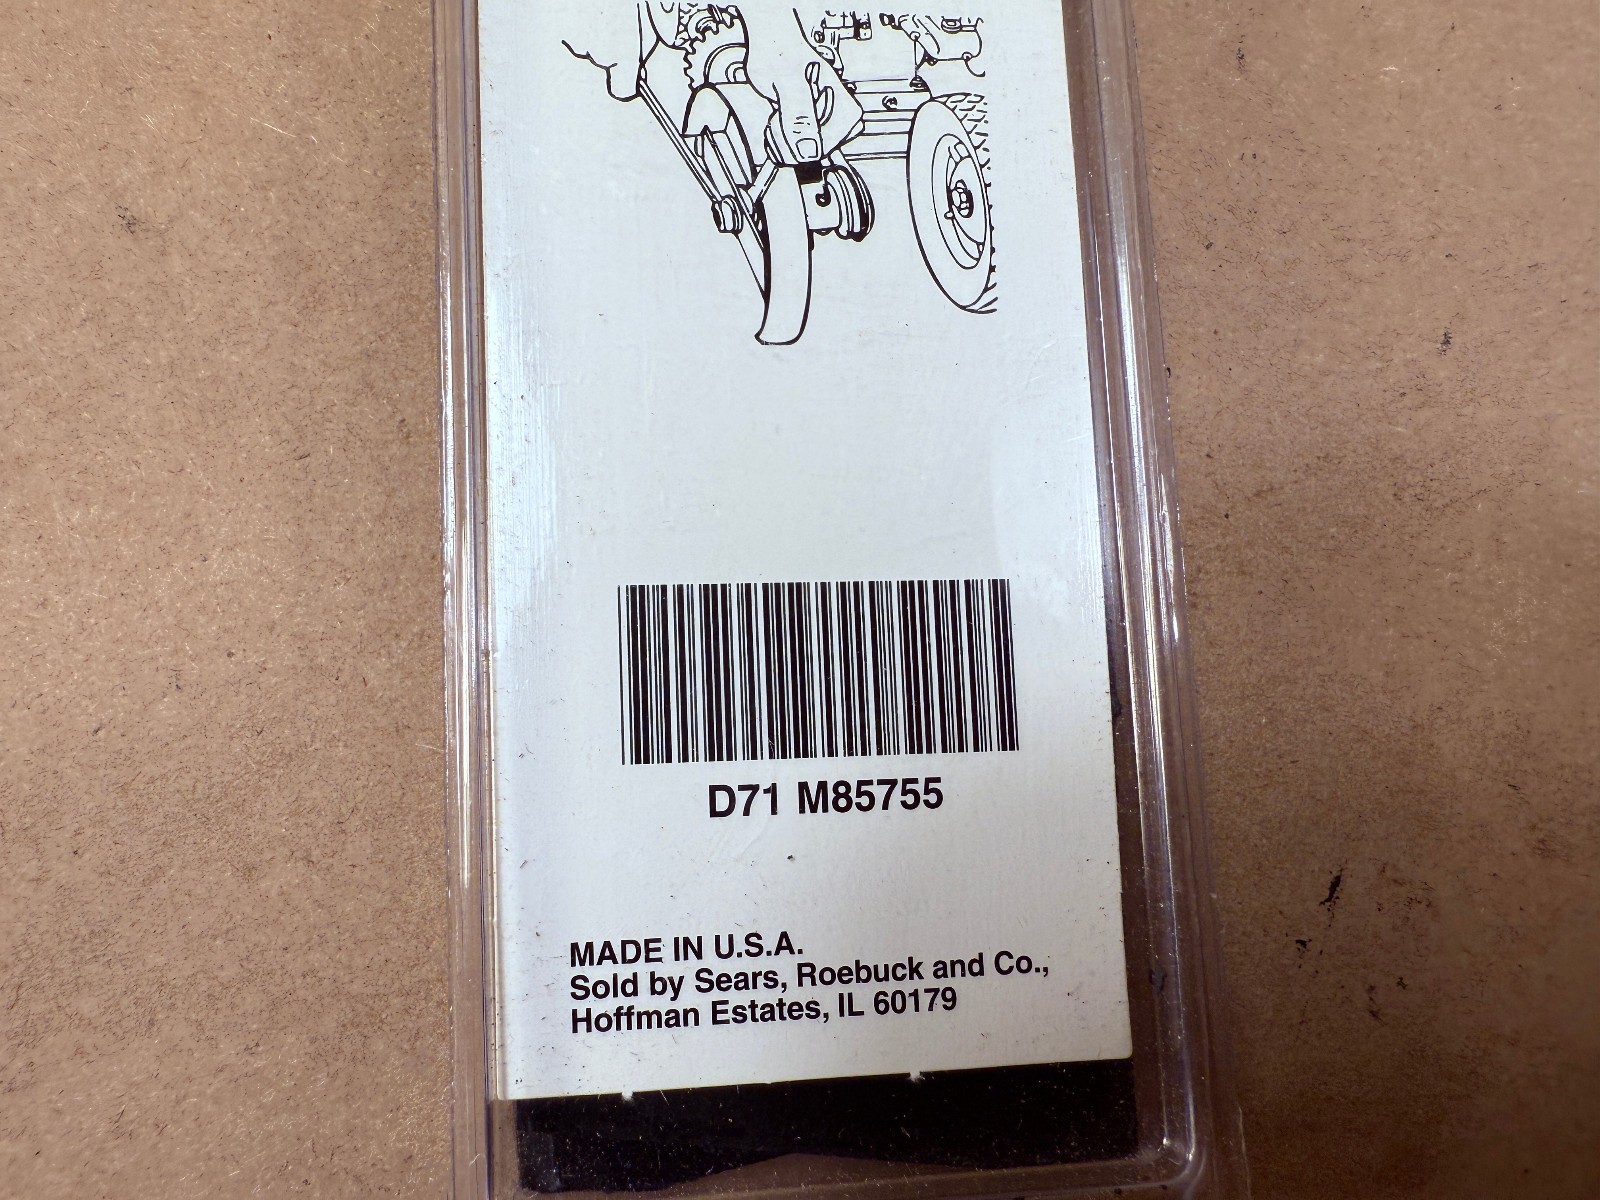 D71 M85755
MADE IN U.S.A.
Sold by Sears, Roebuck and Co.,
Hoffman Estates, IL 60179